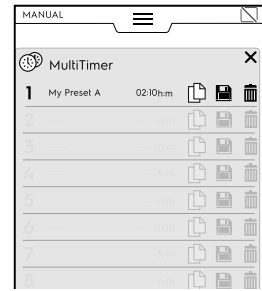 MANUAL
MultiTimer
1 My Preset A 02:10h:m
2 ---- --:--h:m
3 ---- --:--h:m
4 ---- --:--h:m
5 ---- --:--h:m
6 ---- --:--h:m
7 ---- --:--h:m
8 ---- --:--h:m